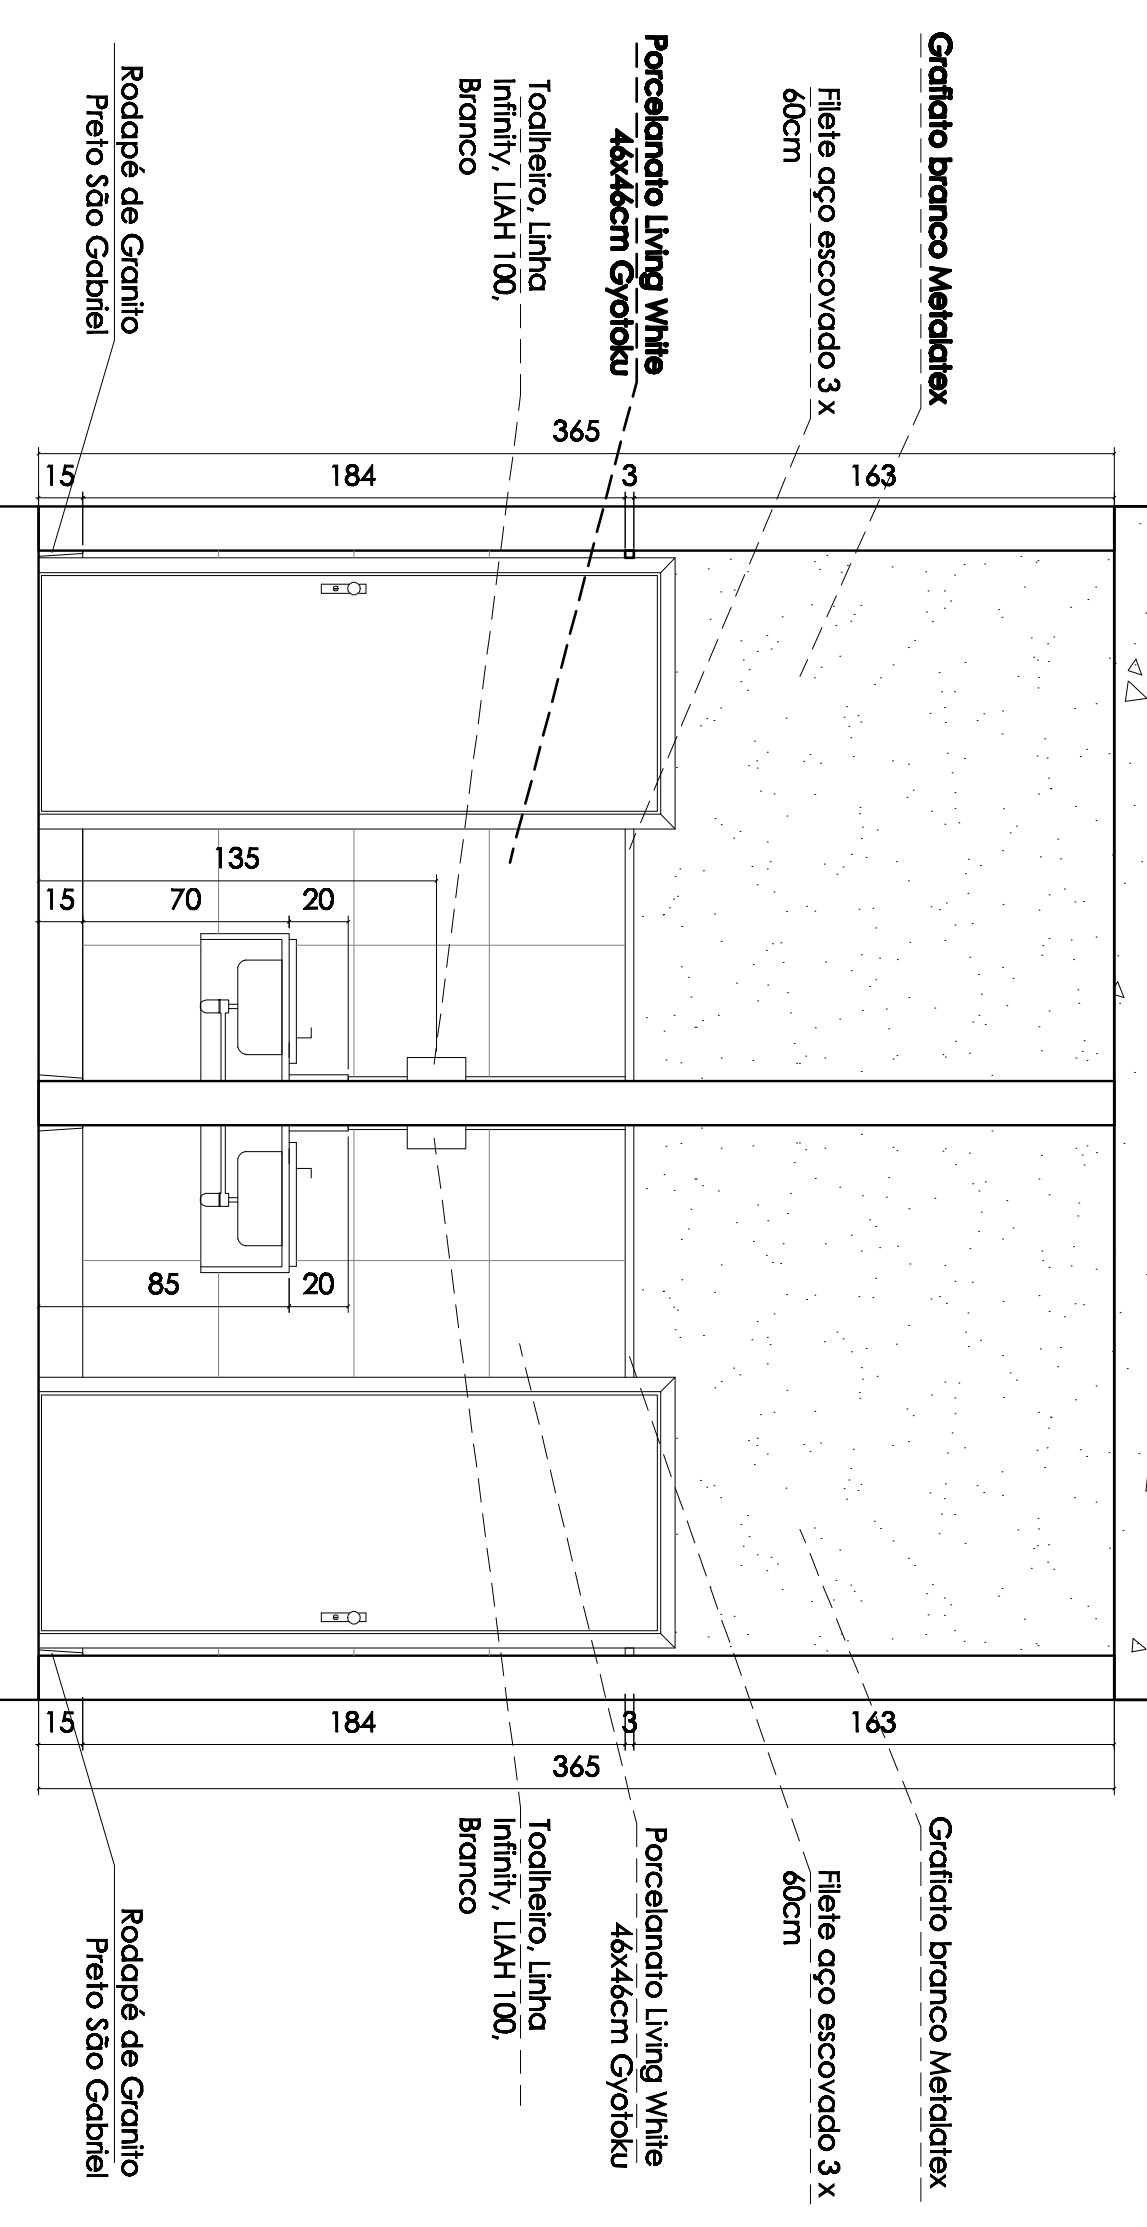 Grafiato branco Metalatex
Filete aço escovado 3 x
60cm
Porcelanato Living White
46x46cm Gyotoku
Toalheiro, Linha
Infinity, LIAH 100,
Branco
Rodapé de Granito
Preto São Gabriel
365
163
3
184
15
135
20
70
15
20
85
163
3
184
15
365
Grafiato branco Metalatex
Filete aço escovado 3 x
60cm
Porcelanato Living White
46x46cm Gyotoku
Toalheiro, Linha
Infinity, LIAH 100,
Branco
Rodapé de Granito
Preto São Gabriel